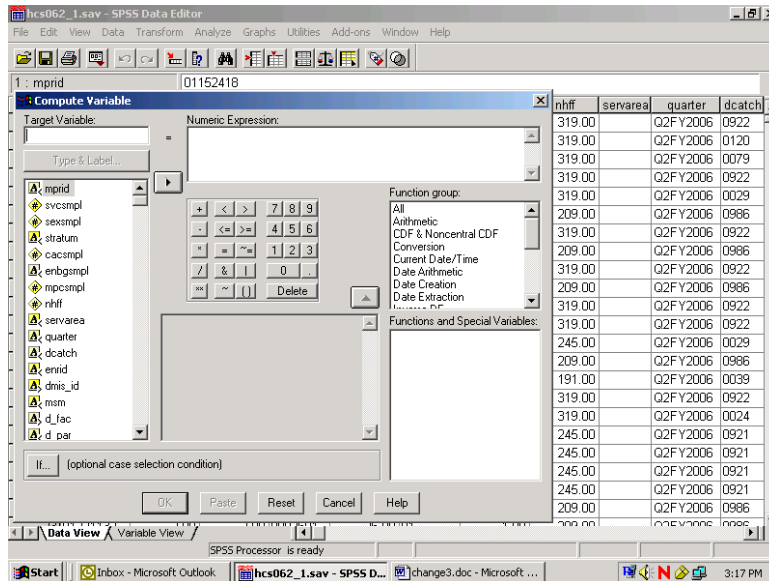 hcs062_1.sav - SPSS Data Editor
File Edit View Data Transform Analyze Graphs Utilities Add-ons Window Help
1 : mprid 01152418
Compute Variable
nhff servarea quarter dcatch
Target Variable: Numeric Expression:
=
Type & Label...
mprid
svcsmpl
sexsmpl
stratum
cacsmpl
enbgsmpl
mpcsmpl
nhff
servarea
quarter
dcatch
enrid
dmis_id
msm
d_fac
d_par
+ < > 7 8 9
- <= >= 4 5 6
* = ~= 1 2 3
/ & | 0 .
** ~ () Delete
Function group:
All
Arithmetic
CDF & Noncentral CDF
Conversion
Current Date/Time
Date Arithmetic
Date Creation
Date Extraction
Functions and Special Variables:
If... (optional case selection condition)
OK Paste Reset Cancel Help
319.00 Q2FY2006 0922
319.00 Q2FY2006 0120
319.00 Q2FY2006 0079
319.00 Q2FY2006 0922
319.00 Q2FY2006 0029
209.00 Q2FY2006 0986
319.00 Q2FY2006 0922
209.00 Q2FY2006 0986
319.00 Q2FY2006 0922
209.00 Q2FY2006 0986
319.00 Q2FY2006 0922
319.00 Q2FY2006 0922
245.00 Q2FY2006 0029
209.00 Q2FY2006 0986
191.00 Q2FY2006 0039
319.00 Q2FY2006 0922
319.00 Q2FY2006 0024
245.00 Q2FY2006 0921
245.00 Q2FY2006 0921
245.00 Q2FY2006 0921
245.00 Q2FY2006 0921
209.00 Q2FY2006 0986
Data View Variable View
SPSS Processor is ready
Start Inbox - Microsoft Outlook hcs062_1.sav - SPSS D... change3.doc - Microsoft ... 3:17 PM